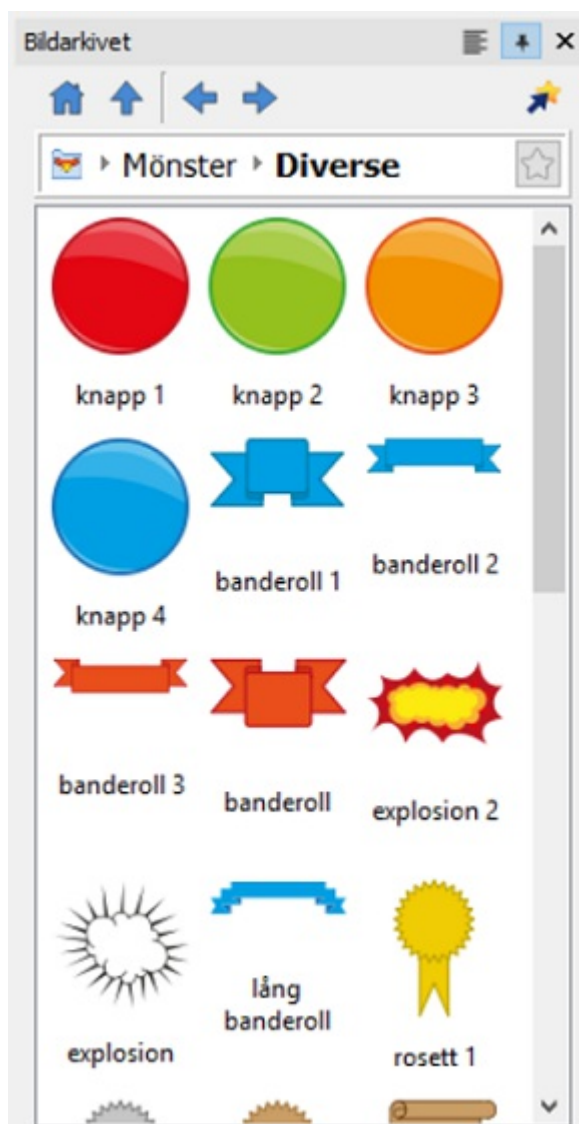 Bildarkivet
Mönster Diverse
knapp 1
knapp 2
knapp 3
knapp 4
banderoll 1
banderoll 2
banderoll 3
banderoll
explosion 2
explosion
lång
banderoll
rosett 1